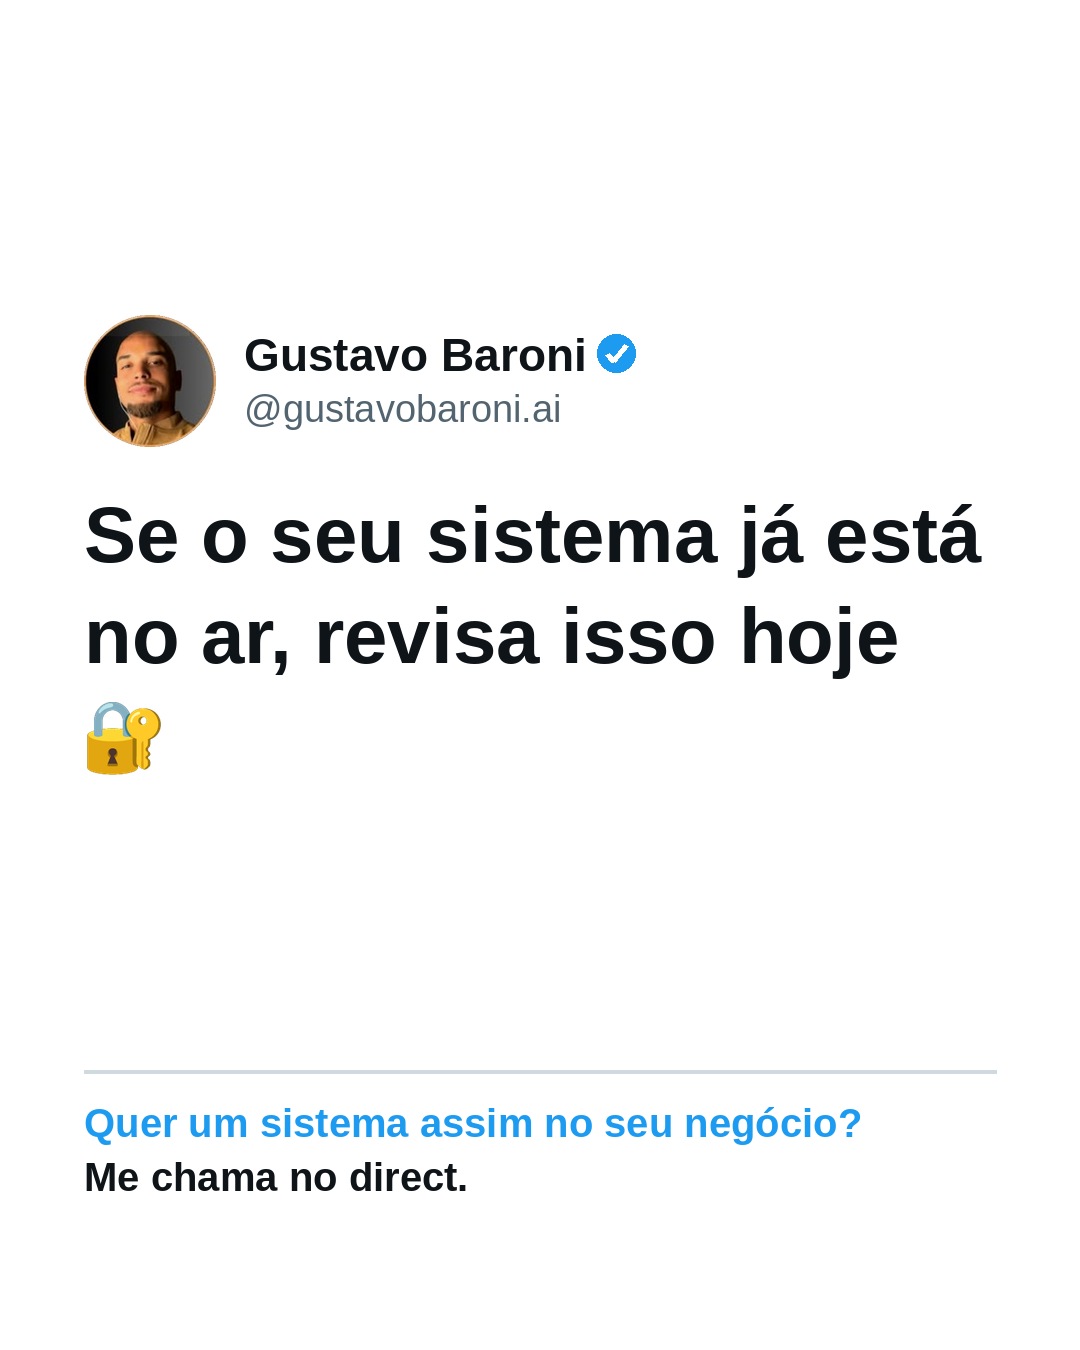 Gustavo Baroni
@gustavobaroni.ai
Se o seu sistema já está
no ar, revisa isso hoje
🔐
Quer um sistema assim no seu negócio?
Me chama no direct.